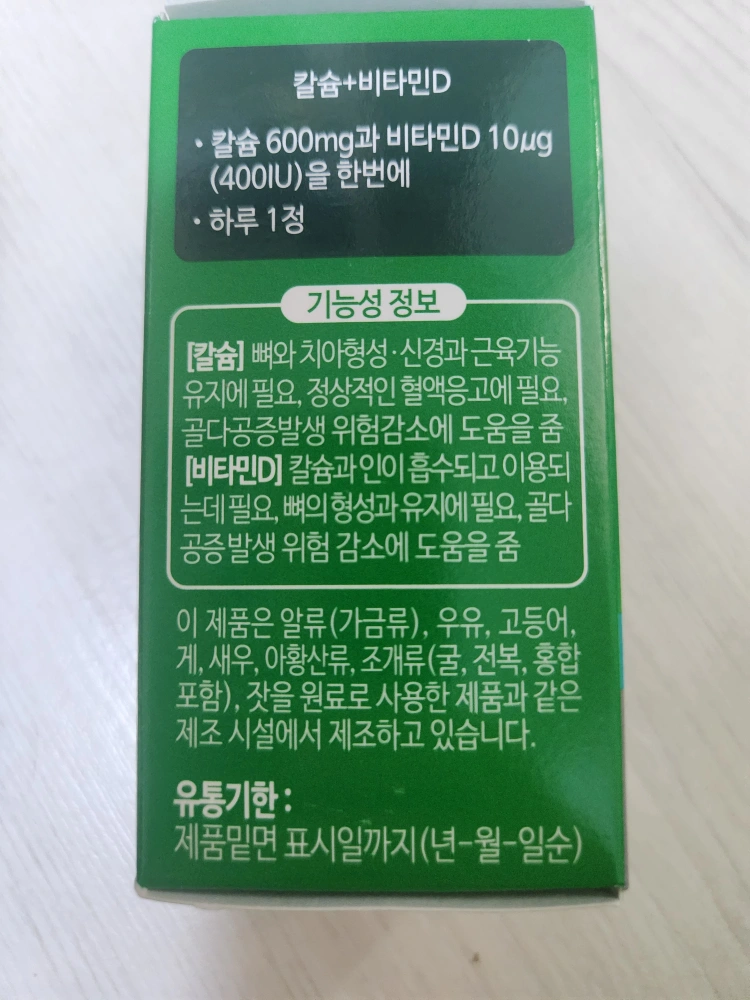 칼슘+비타민D
· 칼슘 600mg과 비타민D 10µg
(400IU)을 한번에
· 하루 1정
기능성 정보
[칼슘] 뼈와 치아형성·신경과 근육기능
유지에 필요, 정상적인 혈액응고에 필요,
골다공증발생 위험감소에 도움을 줌
[비타민D] 칼슘과 인이 흡수되고 이용되
는데 필요, 뼈의 형성과 유지에 필요, 골다
공증 발생 위험 감소에 도움을 줌
이 제품은 알류(가금류), 우유, 고등어,
게, 새우, 아황산류, 조개류(굴, 전복, 홍합
포함), 잣을 원료로 사용한 제품과 같은
제조 시설에서 제조하고 있습니다.
유통기한 :
제품밑면 표시일까지(년-월-일순)